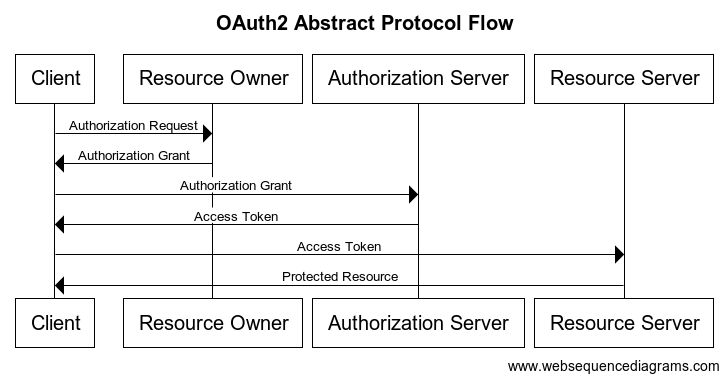 OAuth2 Abstract Protocol Flow
Client Resource Owner Authorization Server Resource Server
Authorization Request
Authorization Grant
Authorization Grant
Access Token
Access Token
Protected Resource
Client Resource Owner Authorization Server Resource Server
www.websequencediagrams.com